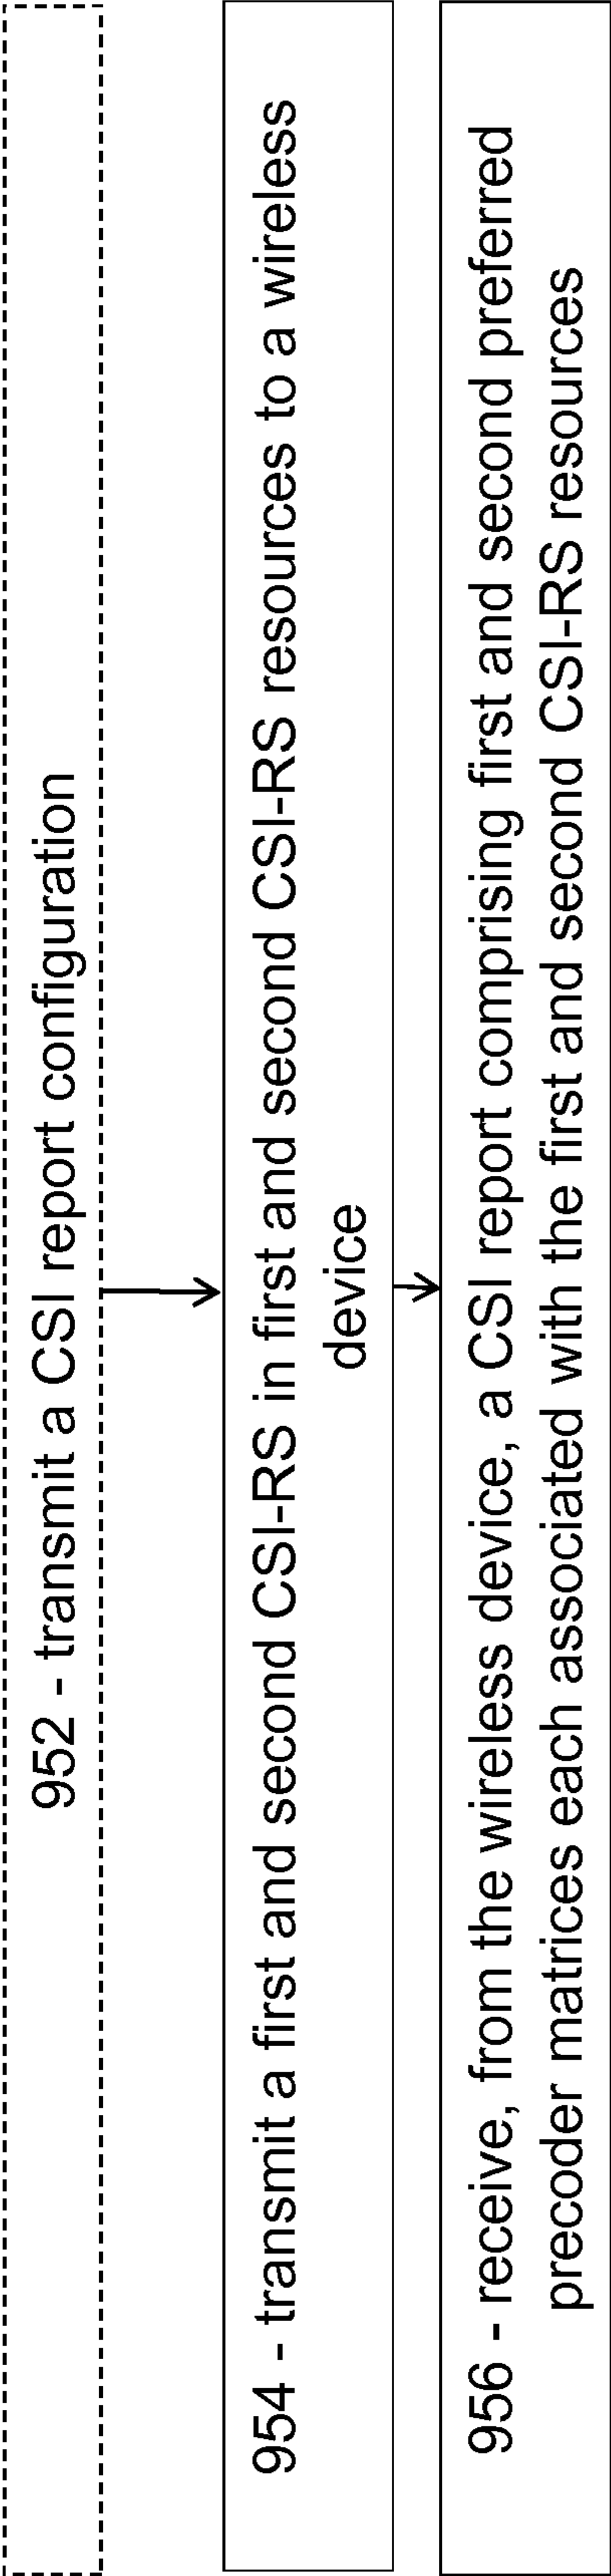 952 - transmit a CSI report configuration
954 - transmit a first and second CSI-RS in first and second CSI-RS resources to a wireless
device
956 - receive, from the wireless device, a CSI report comprising first and second preferred
precoder matrices each associated with the first and second CSI-RS resources